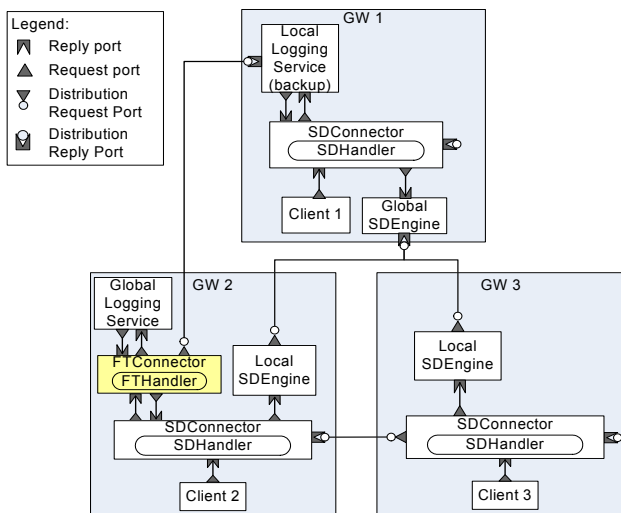 Legend:
Reply port
Request port
Distribution
Request Port
Distribution
Reply Port
GW 1
Local
Logging
Service
(backup)
SDConnector
SDHandler
Client 1
Global
SDEngine
GW 2
Global
Logging
Service
FTConnector
FTHandler
Local
SDEngine
SDConnector
SDHandler
Client 2
GW 3
Local
SDEngine
SDConnector
SDHandler
Client 3